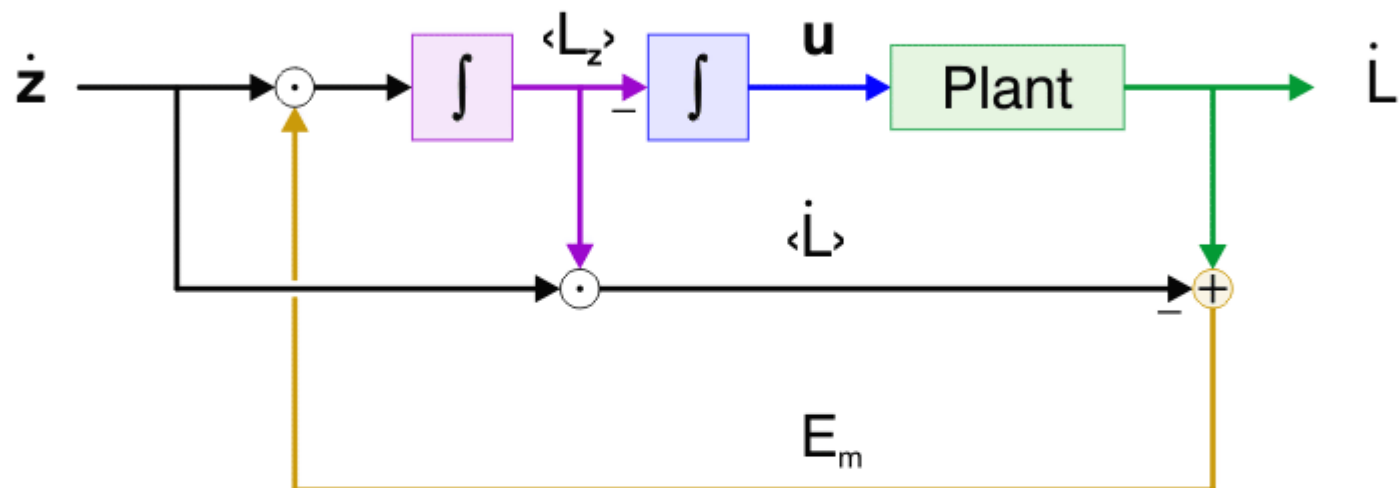 ż ∫ ‹L_z› − ∫ u Plant L̇
‹L̇›
−
+
E_m